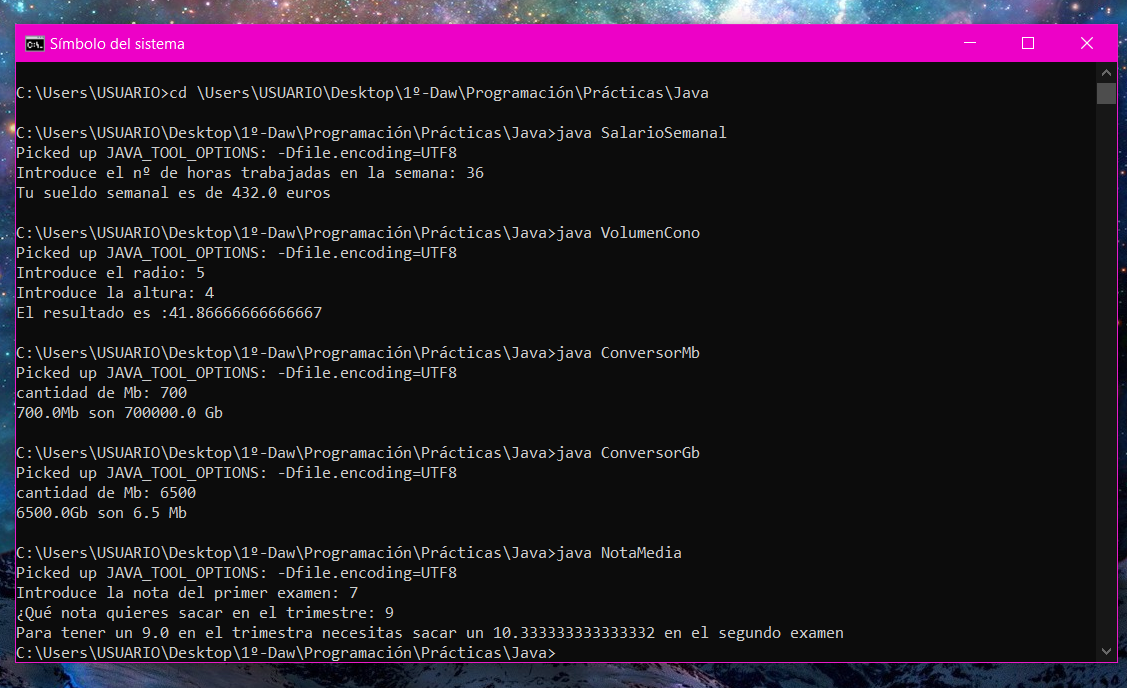 Símbolo del sistema
C:\Users\USUARIO>cd \Users\USUARIO\Desktop\1º-Daw\Programación\Prácticas\Java
C:\Users\USUARIO\Desktop\1º-Daw\Programación\Prácticas\Java>java SalarioSemanal
Picked up JAVA_TOOL_OPTIONS: -Dfile.encoding=UTF8
Introduce el nº de horas trabajadas en la semana: 36
Tu sueldo semanal es de 432.0 euros
C:\Users\USUARIO\Desktop\1º-Daw\Programación\Prácticas\Java>java VolumenCono
Picked up JAVA_TOOL_OPTIONS: -Dfile.encoding=UTF8
Introduce el radio: 5
Introduce la altura: 4
El resultado es :41.86666666666667
C:\Users\USUARIO\Desktop\1º-Daw\Programación\Prácticas\Java>java ConversorMb
Picked up JAVA_TOOL_OPTIONS: -Dfile.encoding=UTF8
cantidad de Mb: 700
700.0Mb son 700000.0 Gb
C:\Users\USUARIO\Desktop\1º-Daw\Programación\Prácticas\Java>java ConversorGb
Picked up JAVA_TOOL_OPTIONS: -Dfile.encoding=UTF8
cantidad de Mb: 6500
6500.0Gb son 6.5 Mb
C:\Users\USUARIO\Desktop\1º-Daw\Programación\Prácticas\Java>java NotaMedia
Picked up JAVA_TOOL_OPTIONS: -Dfile.encoding=UTF8
Introduce la nota del primer examen: 7
¿Qué nota quieres sacar en el trimestre: 9
Para tener un 9.0 en el trimestra necesitas sacar un 10.333333333333332 en el segundo examen
C:\Users\USUARIO\Desktop\1º-Daw\Programación\Prácticas\Java>